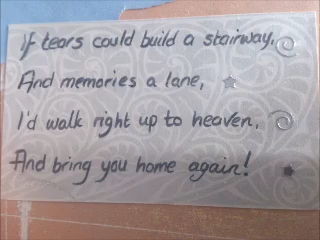 If tears could build a stairway,
And memories a lane,
I'd walk right up to heaven,
And bring you home again!